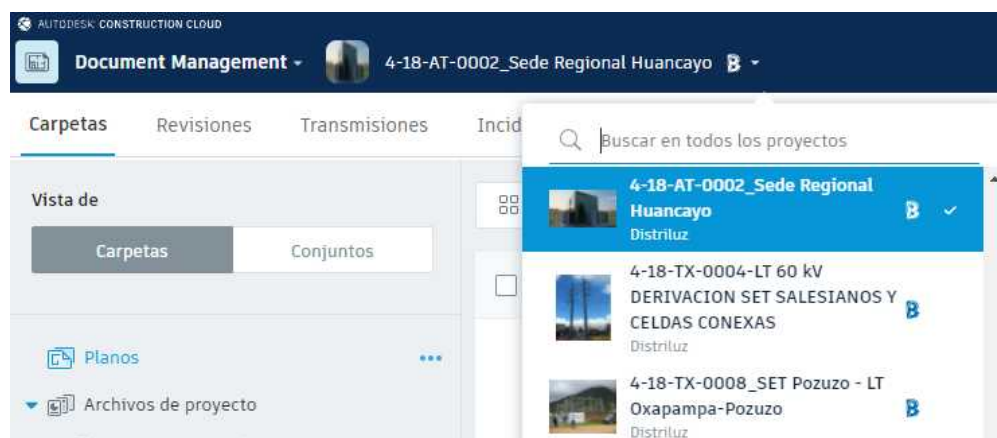 AUTODESK CONSTRUCTION CLOUD
Document Management
4-18-AT-0002_Sede Regional Huancayo
Carpetas Revisiones Transmisiones Incid
Buscar en todos los proyectos
Vista de
Carpetas Conjuntos
Planos
Archivos de proyecto
4-18-AT-0002_Sede Regional
Huancayo
Distriluz
4-18-TX-0004-LT 60 kV
DERIVACION SET SALESIANOS Y
CELDAS CONEXAS
Distriluz
4-18-TX-0008_SET Pozuzo - LT
Oxapampa-Pozuzo
Distriluz